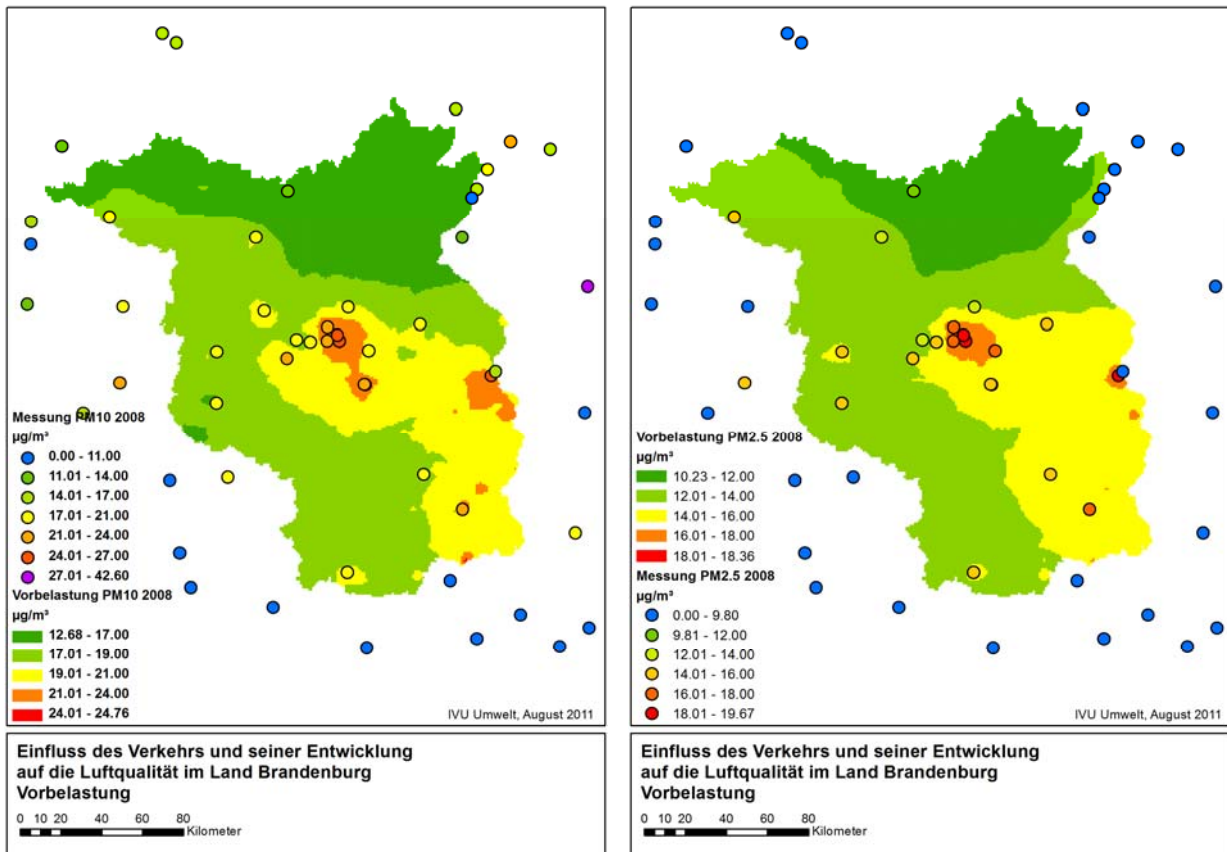 Messung PM10 2008
µg/m³
0.00 - 11.00
11.01 - 14.00
14.01 - 17.00
17.01 - 21.00
21.01 - 24.00
24.01 - 27.00
27.01 - 42.60
Vorbelastung PM10 2008
µg/m³
12.68 - 17.00
17.01 - 19.00
19.01 - 21.00
21.01 - 24.00
24.01 - 24.76
IVU Umwelt, August 2011
Einfluss des Verkehrs und seiner Entwicklung
auf die Luftqualität im Land Brandenburg
Vorbelastung
0 10 20 40 60 80
Kilometer
Vorbelastung PM2.5 2008
µg/m³
10.23 - 12.00
12.01 - 14.00
14.01 - 16.00
16.01 - 18.00
18.01 - 18.36
Messung PM2.5 2008
µg/m³
0.00 - 9.80
9.81 - 12.00
12.01 - 14.00
14.01 - 16.00
16.01 - 18.00
18.01 - 19.67
IVU Umwelt, August 2011
Einfluss des Verkehrs und seiner Entwicklung
auf die Luftqualität im Land Brandenburg
Vorbelastung
0 10 20 40 60 80
Kilometer